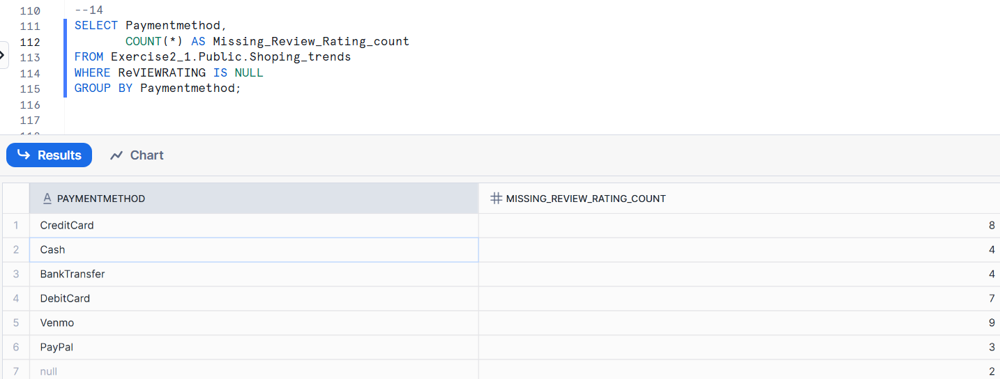 110 --14
111 SELECT Paymentmethod,
112 COUNT(*) AS Missing_Review_Rating_count
113 FROM Exercise2_1.Public.Shoping_trends
114 WHERE ReVIEWRATING IS NULL
115 GROUP BY Paymentmethod;
116
117
Results Chart
PAYMENTMETHOD MISSING_REVIEW_RATING_COUNT
1 CreditCard 8
2 Cash 4
3 BankTransfer 4
4 DebitCard 7
5 Venmo 9
6 PayPal 3
7 null 2